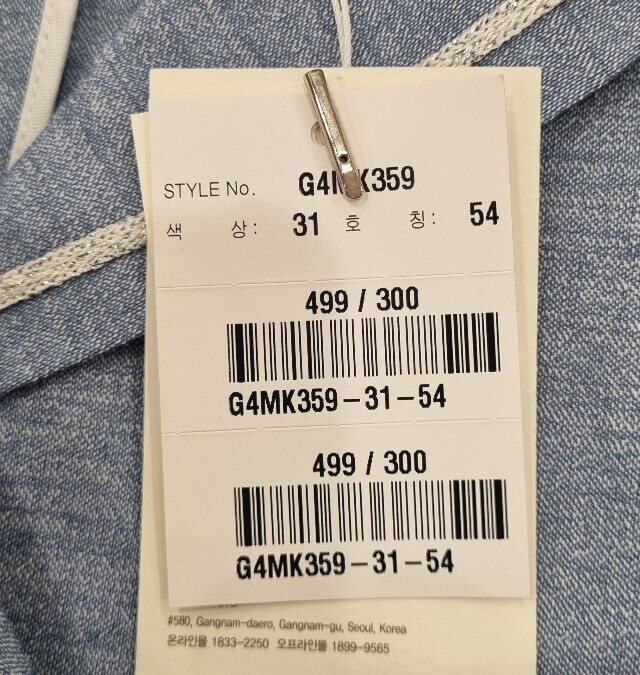 STYLE No. G4MK359
색 상: 31 호 칭: 54
499 / 300
G4MK359-31-54
499 / 300
G4MK359-31-54
#580, Gangnam-daero, Gangnam-gu, Seoul, Korea
온라인몰 1833-2250 오프라인몰 1899-9565